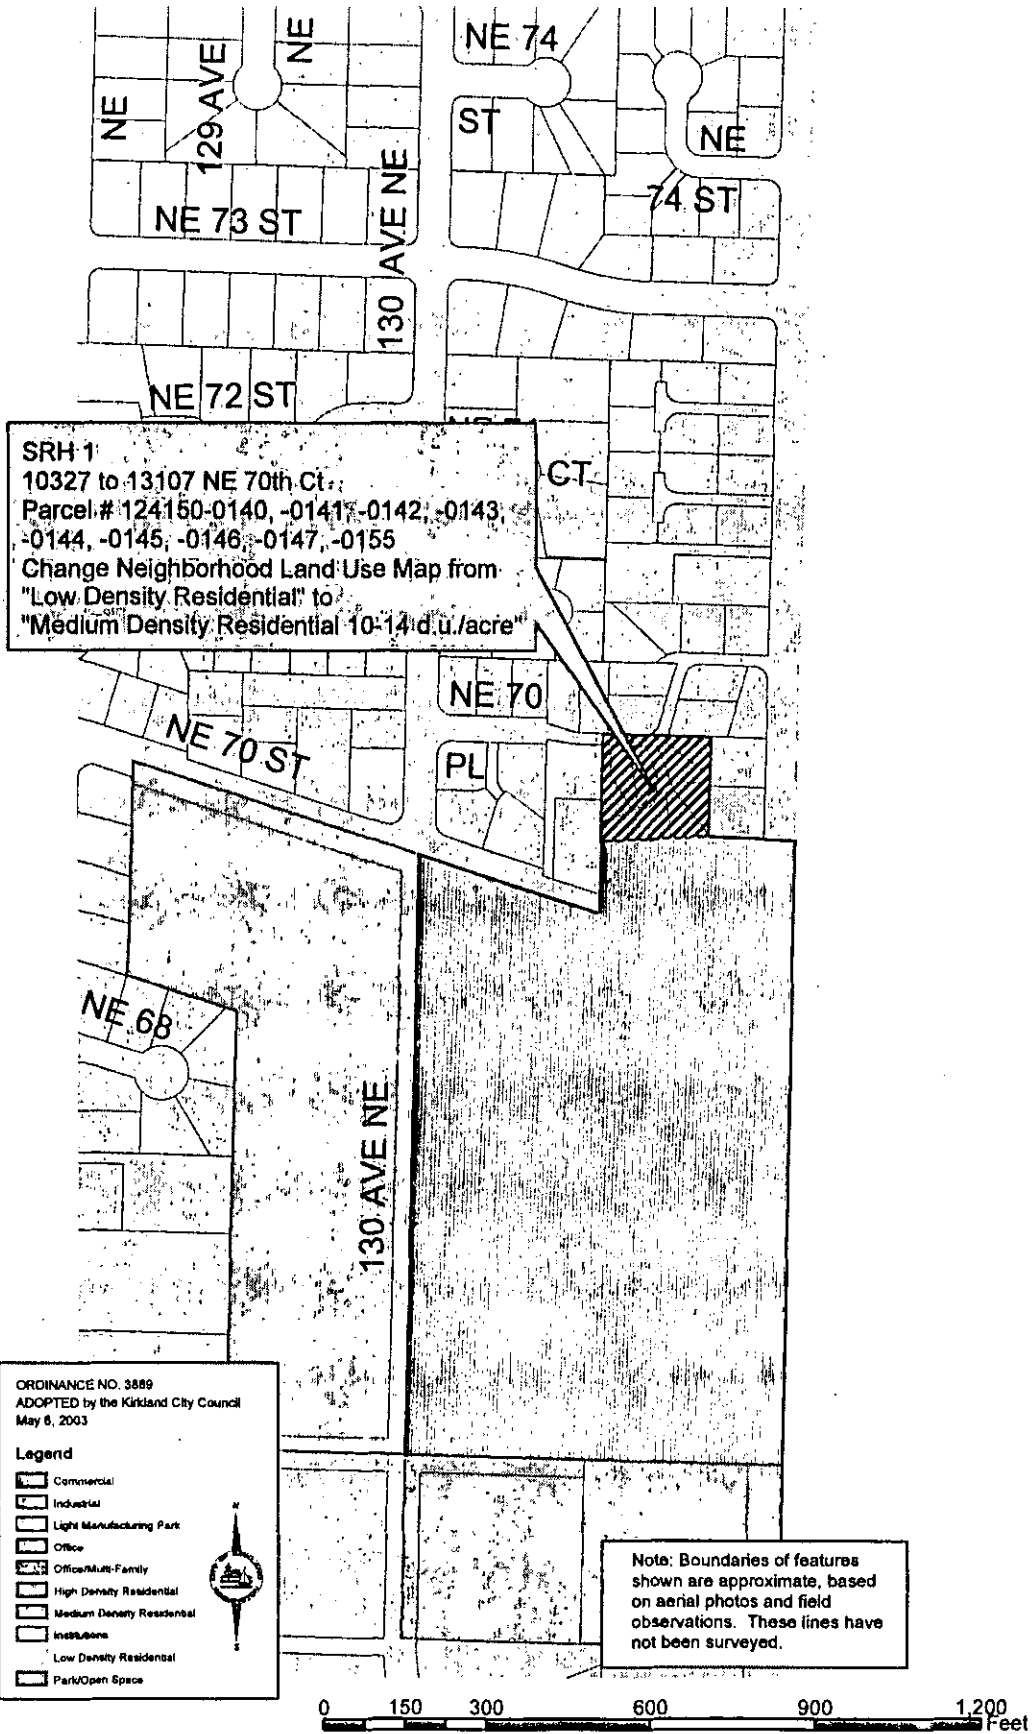 NE 74
NE
129 AVE
NE
ST
NE
130 AVE NE
74 ST
NE 73 ST
NE 72 ST
SRH 1
10327 to 13107 NE 70th Ct.
Parcel # 124150-0140, -0141, -0142, -0143,
-0144, -0145, -0146, -0147, -0155
Change Neighborhood Land Use Map from
"Low Density Residential" to
"Medium Density Residential 10-14 d.u./acre"
CT
NE 70
NE 70 ST
PL
NE 68
130 AVE NE
ORDINANCE NO. 3889
ADOPTED by the Kirkland City Council
May 6, 2003
Legend
Commercial
Industrial
Light Manufacturing Park
Office
Office/Multi-Family
High Density Residential
Medium Density Residential
Institutions
Low Density Residential
Park/Open Space
N
S
Note: Boundaries of features
shown are approximate, based
on aerial photos and field
observations. These lines have
not been surveyed.
0 150 300 600 900 1,200
Feet